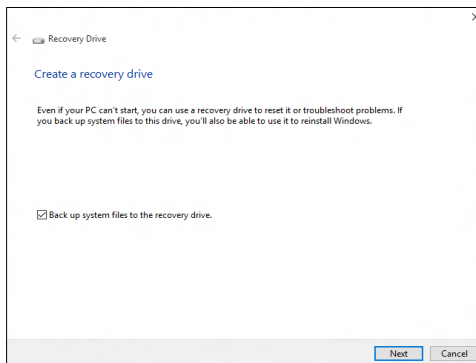 Recovery Drive
Create a recovery drive
Even if your PC can't start, you can use a recovery drive to reset it or troubleshoot problems. If
you back up system files to this drive, you'll also be able to use it to reinstall Windows.
Back up system files to the recovery drive.
Next Cancel